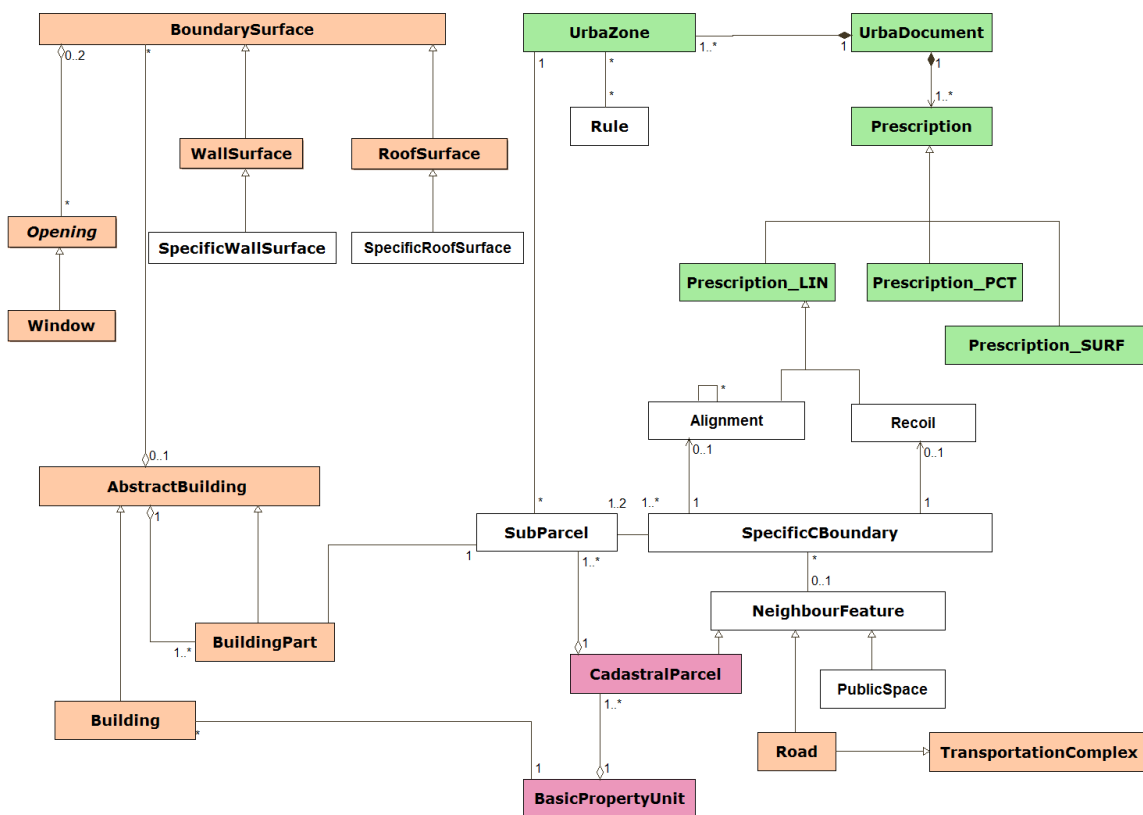 BoundarySurface
UrbaZone
UrbaDocument
0..2
*
1
*
1..*
1
1
*
1..*
Rule
Prescription
WallSurface
RoofSurface
*
Opening
SpecificWallSurface
SpecificRoofSurface
Prescription_LIN
Prescription_PCT
Window
Prescription_SURF
*
Alignment
Recoil
0..1
0..1
0..1
AbstractBuilding
*
1..2
1..*
1
1
1
SubParcel
SpecificCBoundary
1
1..*
*
0..1
NeighbourFeature
BuildingPart
1..*
1
CadastralParcel
PublicSpace
1..*
Building
*
Road
TransportationComplex
1
1
BasicPropertyUnit